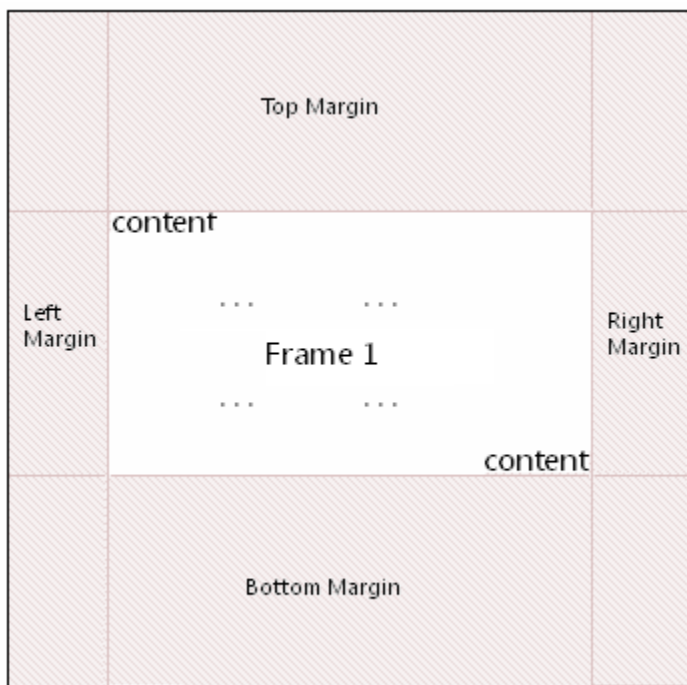 Top Margin
content
... ...
Left
Margin
Right
Margin
Frame 1
... ...
content
Bottom Margin